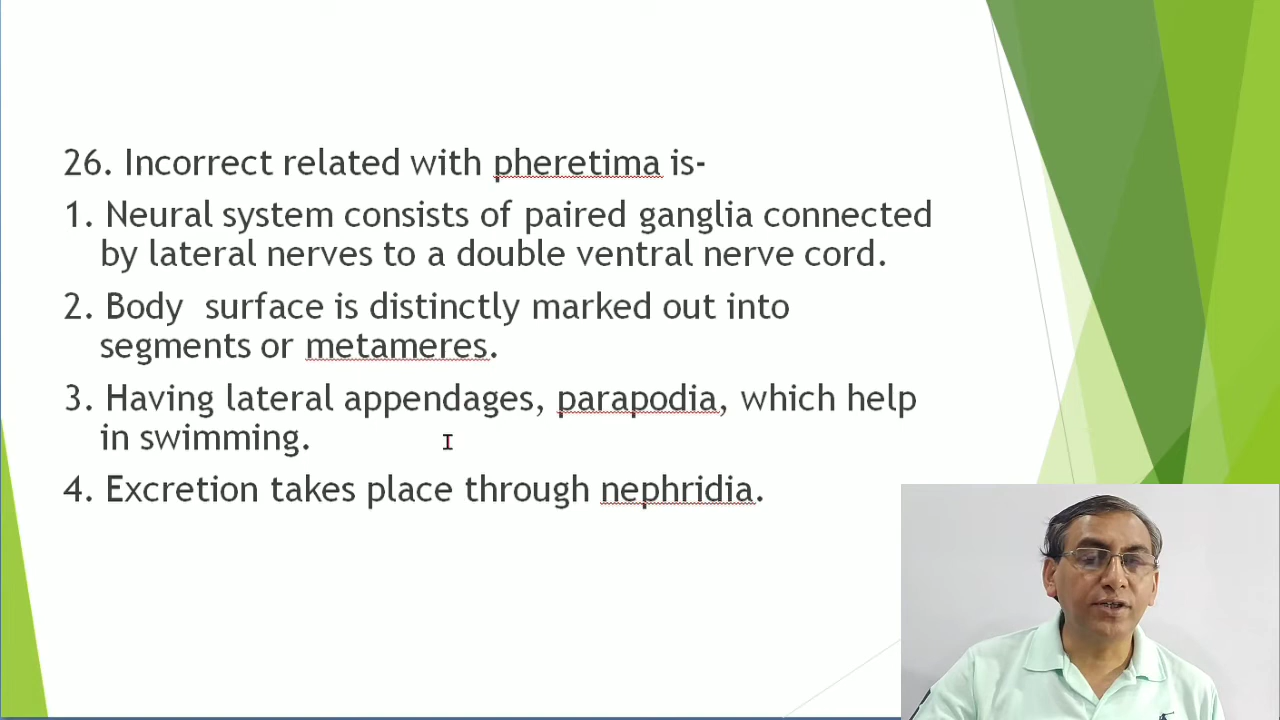 26. Incorrect related with pheretima is-
1. Neural system consists of paired ganglia connected
by lateral nerves to a double ventral nerve cord.
2. Body surface is distinctly marked out into
segments or metameres.
3. Having lateral appendages, parapodia, which help
in swimming.
4. Excretion takes place through nephridia.